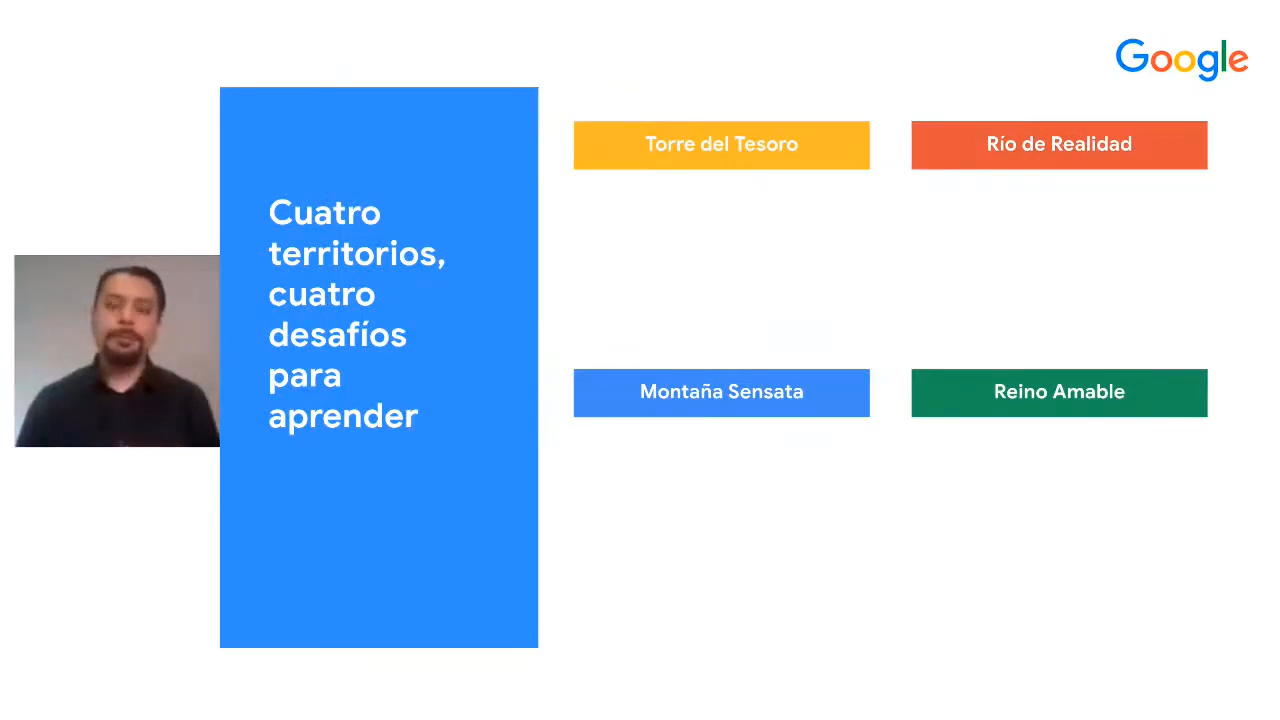 Google
Cuatro
territorios,
cuatro
desafíos
para
aprender
Torre del Tesoro
Río de Realidad
Montaña Sensata
Reino Amable